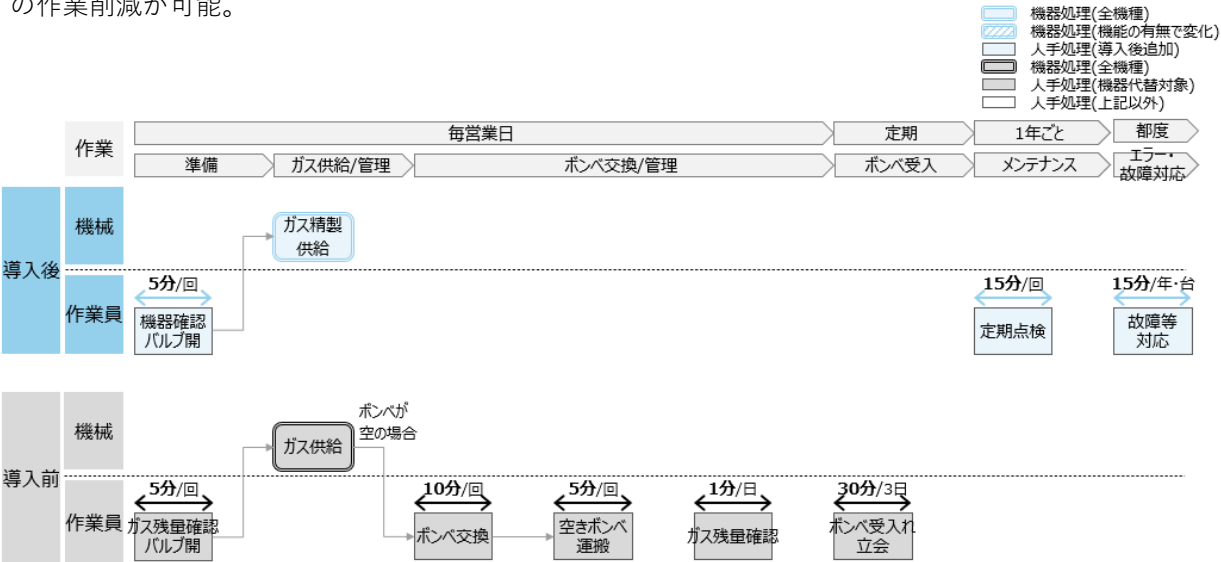 の作業削減が可能。
機器処理(全機種)
機器処理(機能の有無で変化)
人手処理(導入後追加)
機器処理(全機種)
人手処理(機器代替対象)
人手処理(上記以外)
作業
毎営業日
定期
1年ごと
都度
準備
ガス供給/管理
ボンベ交換/管理
ボンベ受入
メンテナンス
エラー・
故障対応
導入後
機械
ガス精製
供給
作業員
5分/回
機器確認
バルブ開
15分/回
定期点検
15分/年・台
故障等
対応
導入前
機械
ガス供給
ボンベが
空の場合
作業員
5分/回
ガス残量確認
バルブ開
10分/回
ボンベ交換
5分/回
空きボンベ
運搬
1分/日
ガス残量確認
30分/3日
ボンベ受入れ
立会